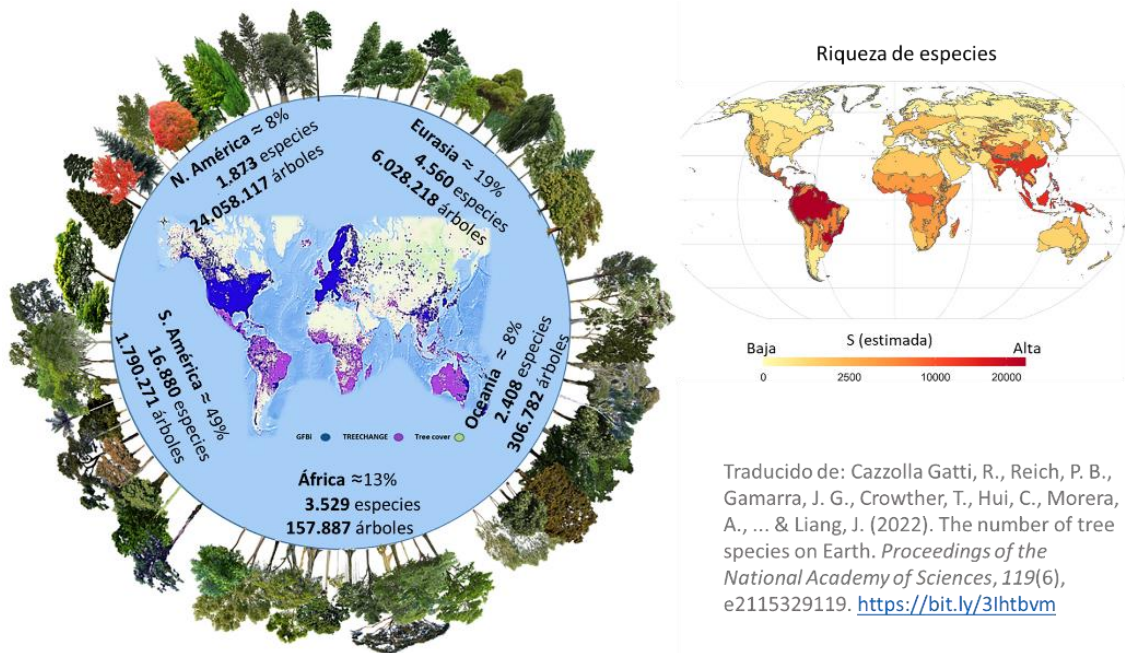 N. América ≈ 8%
1.873 especies
24.058.117 árboles
Eurasia ≈ 19%
4.560 especies
6.028.218 árboles
S. América ≈ 49%
16.880 especies
1.790.271 árboles
Oceanía ≈ 8%
2.408 especies
306.782 árboles
GFBi TREECHANGE Tree cover
África ≈13%
3.529 especies
157.887 árboles
Riqueza de especies
Baja S (estimada) Alta
0 2500 10000 20000
Traducido de: Cazzolla Gatti, R., Reich, P. B.,
Gamarra, J. G., Crowther, T., Hui, C., Morera,
A., ... & Liang, J. (2022). The number of tree
species on Earth. Proceedings of the
National Academy of Sciences, 119(6),
e2115329119. https://bit.ly/3Ihtbvm